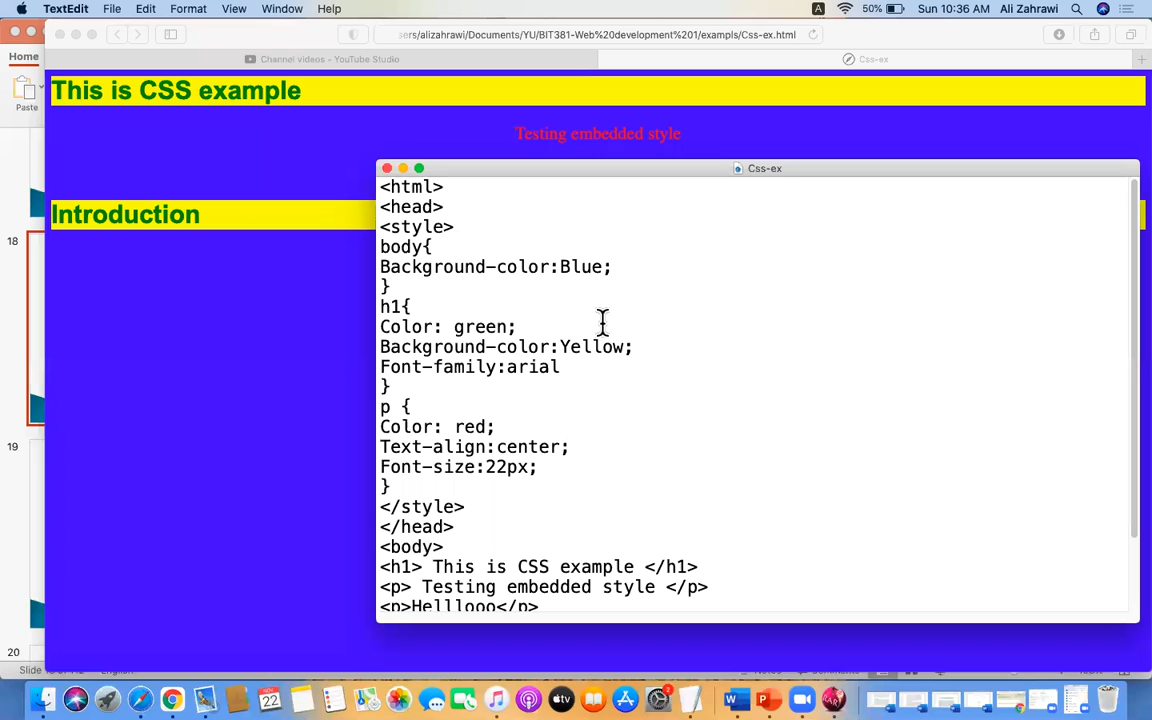 TextEdit File Edit Format View Window Help A 50% Sun 10:36 AM Ali Zahrawi
sers/alizahrawi/Documents/YU/BIT381-Web%20development%201/exampls/Css-ex.html
Home
Channel videos - YouTube Studio
Css-ex
Paste
This is CSS example
Testing embedded style
Introduction
Css-ex
<html>
<head>
<style>
body{
Background-color:Blue;
}
h1{
Color: green;
Background-color:Yellow;
Font-family:arial
}
p {
Color: red;
Text-align:center;
Font-size:22px;
}
</style>
</head>
<body>
<h1> This is CSS example </h1>
<p> Testing embedded style </p>
<p>Helllooo</p>
18
19
20
22